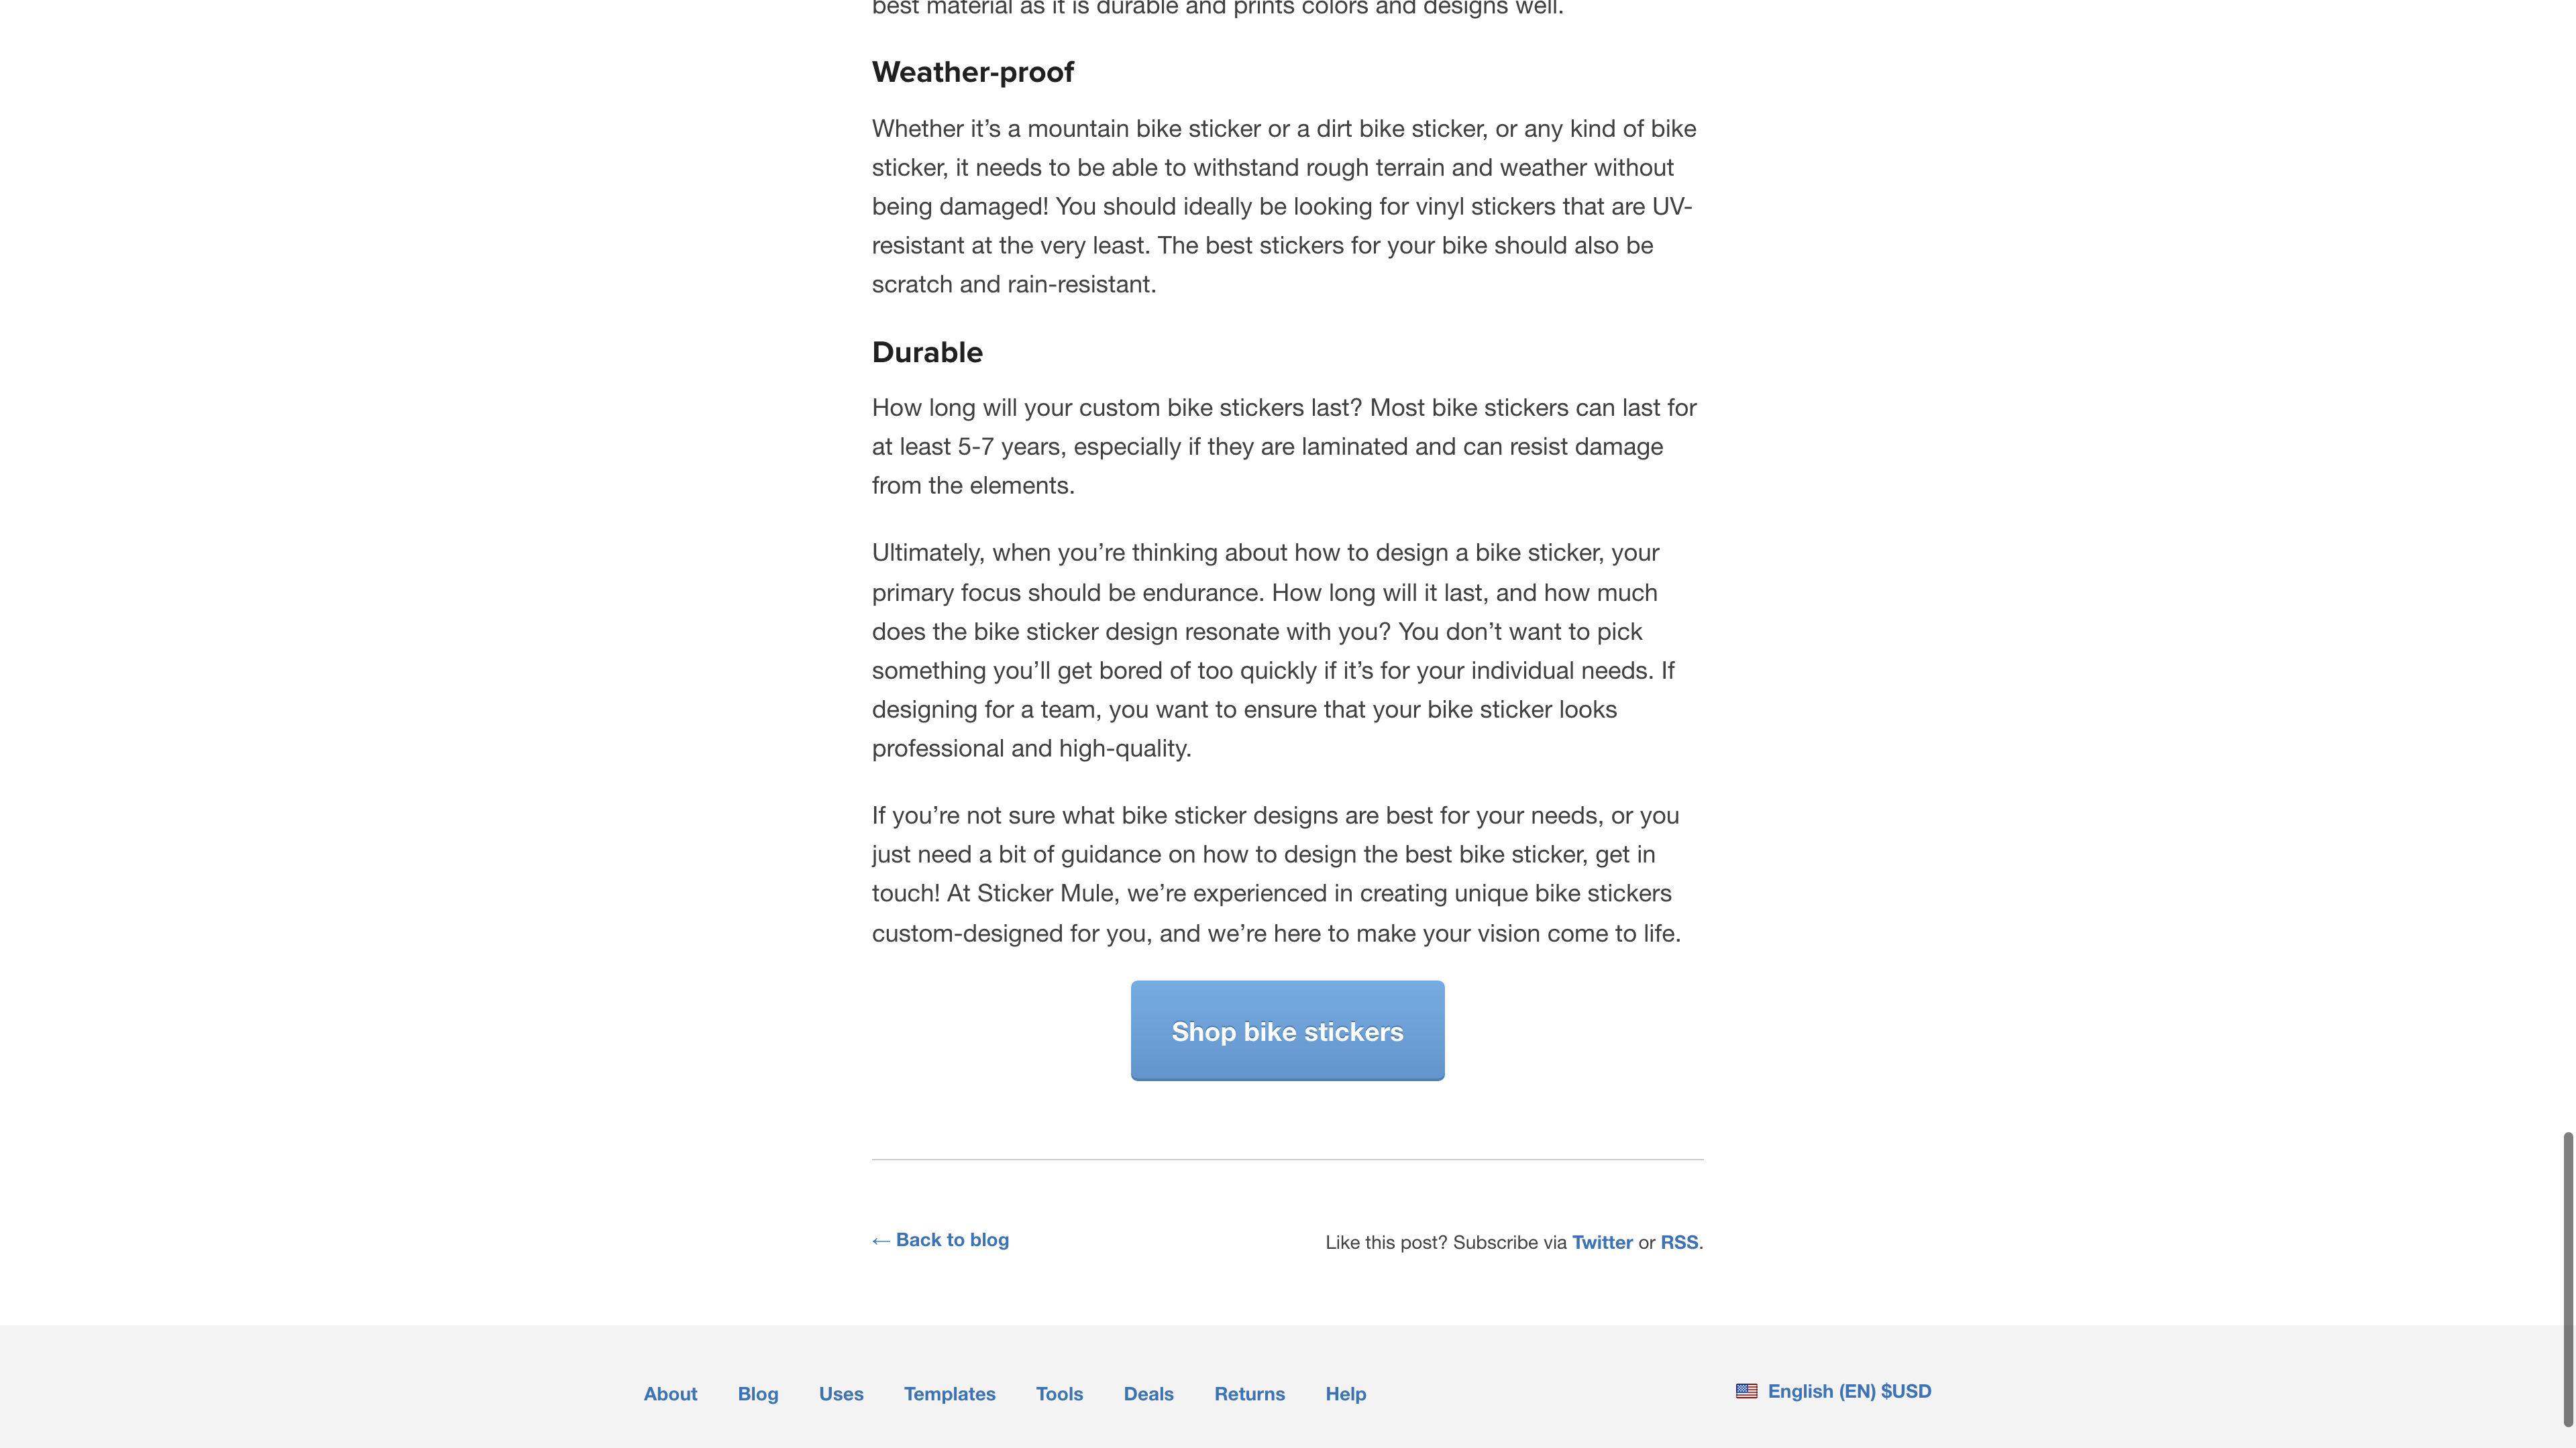 best material as it is durable and prints colors and designs well.
Weather-proof
Whether it’s a mountain bike sticker or a dirt bike sticker, or any kind of bike
sticker, it needs to be able to withstand rough terrain and weather without
being damaged! You should ideally be looking for vinyl stickers that are UV-
resistant at the very least. The best stickers for your bike should also be
scratch and rain-resistant.
Durable
How long will your custom bike stickers last? Most bike stickers can last for
at least 5-7 years, especially if they are laminated and can resist damage
from the elements.
Ultimately, when you’re thinking about how to design a bike sticker, your
primary focus should be endurance. How long will it last, and how much
does the bike sticker design resonate with you? You don’t want to pick
something you’ll get bored of too quickly if it’s for your individual needs. If
designing for a team, you want to ensure that your bike sticker looks
professional and high-quality.
If you’re not sure what bike sticker designs are best for your needs, or you
just need a bit of guidance on how to design the best bike sticker, get in
touch! At Sticker Mule, we’re experienced in creating unique bike stickers
custom-designed for you, and we’re here to make your vision come to life.
Shop bike stickers
← Back to blog
Like this post? Subscribe via Twitter or RSS.
About Blog Uses Templates Tools Deals Returns Help
English (EN) $USD